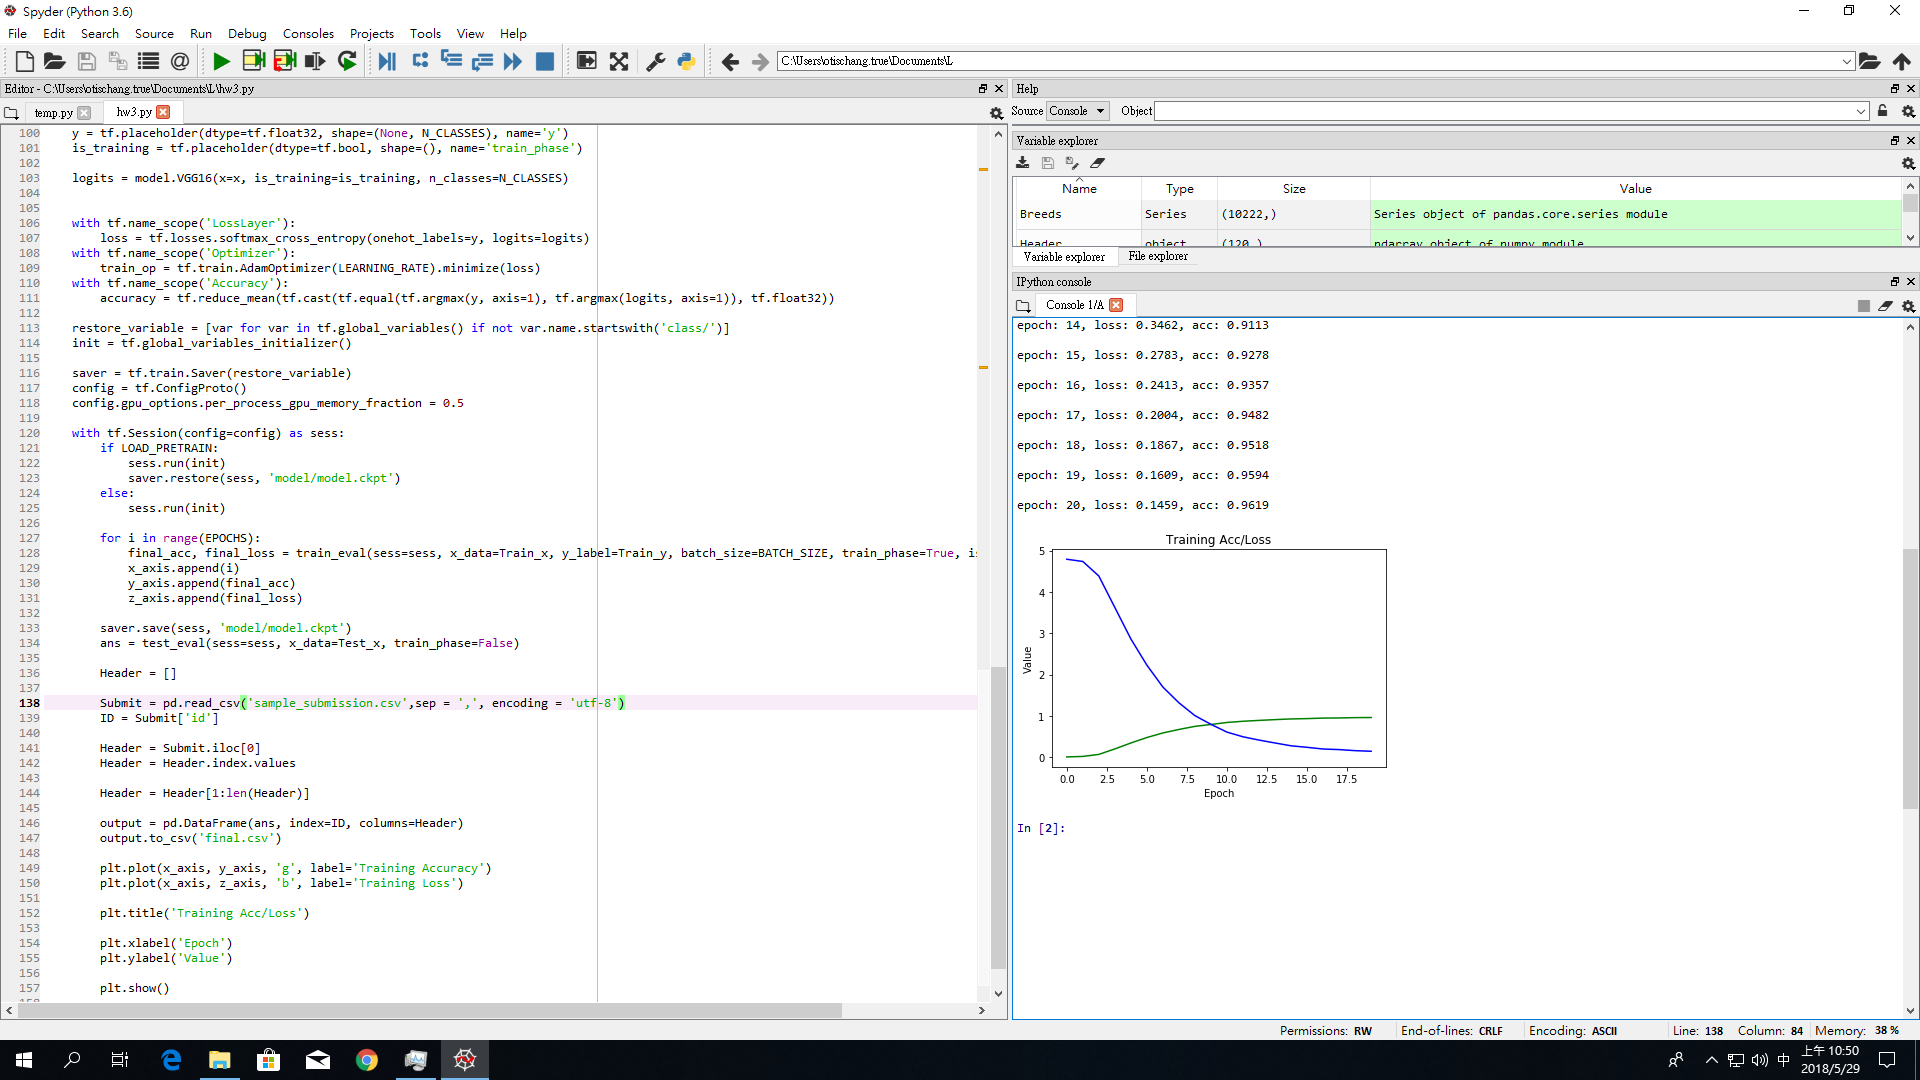 Spyder (Python 3.6)
File Edit Search Source Run Debug Consoles Projects Tools View Help
C:\Users\otischang.true\Documents\L
Editor - C:\Users\otischang.true\Documents\L\hw3.py
temp.py hw3.py
100 y = tf.placeholder(dtype=tf.float32, shape=(None, N_CLASSES), name='y')
101 is_training = tf.placeholder(dtype=tf.bool, shape=(), name='train_phase')
102
103 logits = model.VGG16(x=x, is_training=is_training, n_classes=N_CLASSES)
104
105
106 with tf.name_scope('LossLayer'):
107 loss = tf.losses.softmax_cross_entropy(onehot_labels=y, logits=logits)
108 with tf.name_scope('Optimizer'):
109 train_op = tf.train.AdamOptimizer(LEARNING_RATE).minimize(loss)
110 with tf.name_scope('Accuracy'):
111 accuracy = tf.reduce_mean(tf.cast(tf.equal(tf.argmax(y, axis=1), tf.argmax(logits, axis=1)), tf.float32))
112
113 restore_variable = [var for var in tf.global_variables() if not var.name.startswith('class/')]
114 init = tf.global_variables_initializer()
115
116 saver = tf.train.Saver(restore_variable)
117 config = tf.ConfigProto()
118 config.gpu_options.per_process_gpu_memory_fraction = 0.5
119
120 with tf.Session(config=config) as sess:
121 if LOAD_PRETRAIN:
122 sess.run(init)
123 saver.restore(sess, 'model/model.ckpt')
124 else:
125 sess.run(init)
126
127 for i in range(EPOCHS):
128 final_acc, final_loss = train_eval(sess=sess, x_data=Train_x, y_label=Train_y, batch_size=BATCH_SIZE, train_phase=True, i
129 x_axis.append(i)
130 y_axis.append(final_acc)
131 z_axis.append(final_loss)
132
133 saver.save(sess, 'model/model.ckpt')
134 ans = test_eval(sess=sess, x_data=Test_x, train_phase=False)
135
136 Header = []
137
138 Submit = pd.read_csv('sample_submission.csv',sep = ',', encoding = 'utf-8')
139 ID = Submit['id']
140
141 Header = Submit.iloc[0]
142 Header = Header.index.values
143
144 Header = Header[1:len(Header)]
145
146 output = pd.DataFrame(ans, index=ID, columns=Header)
147 output.to_csv('final.csv')
148
149 plt.plot(x_axis, y_axis, 'g', label='Training Accuracy')
150 plt.plot(x_axis, z_axis, 'b', label='Training Loss')
151
152 plt.title('Training Acc/Loss')
153
154 plt.xlabel('Epoch')
155 plt.ylabel('Value')
156
157 plt.show()
Help
Source Console Object
Variable explorer
Name Type Size Value
Breeds Series (10222,) Series object of pandas.core.series module
Header object (120,) ndarray object of numpy module
Variable explorer File explorer
IPython console
Console 1/A
epoch: 14, loss: 0.3462, acc: 0.9113
epoch: 15, loss: 0.2783, acc: 0.9278
epoch: 16, loss: 0.2413, acc: 0.9357
epoch: 17, loss: 0.2004, acc: 0.9482
epoch: 18, loss: 0.1867, acc: 0.9518
epoch: 19, loss: 0.1609, acc: 0.9594
epoch: 20, loss: 0.1459, acc: 0.9619
Training Acc/Loss
5
4
3
2
1
0
Value
0.0 2.5 5.0 7.5 10.0 12.5 15.0 17.5
Epoch
In [2]:
Permissions: RW End-of-lines: CRLF Encoding: ASCII Line: 138 Column: 84 Memory: 38 %
中 上午 10:50
2018/5/29